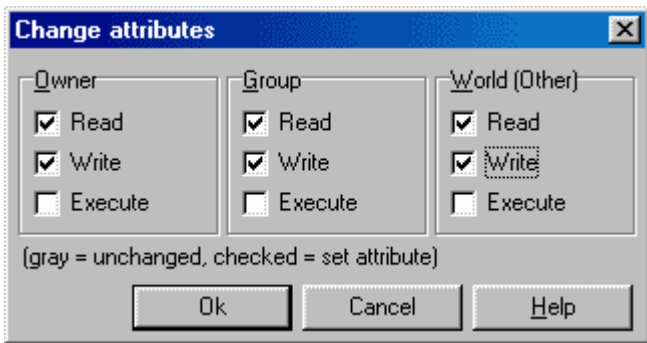 Change attributes
Owner Group World (Other)
Read Read Read
Write Write Write
Execute Execute Execute
(gray = unchanged, checked = set attribute)
Ok Cancel Help